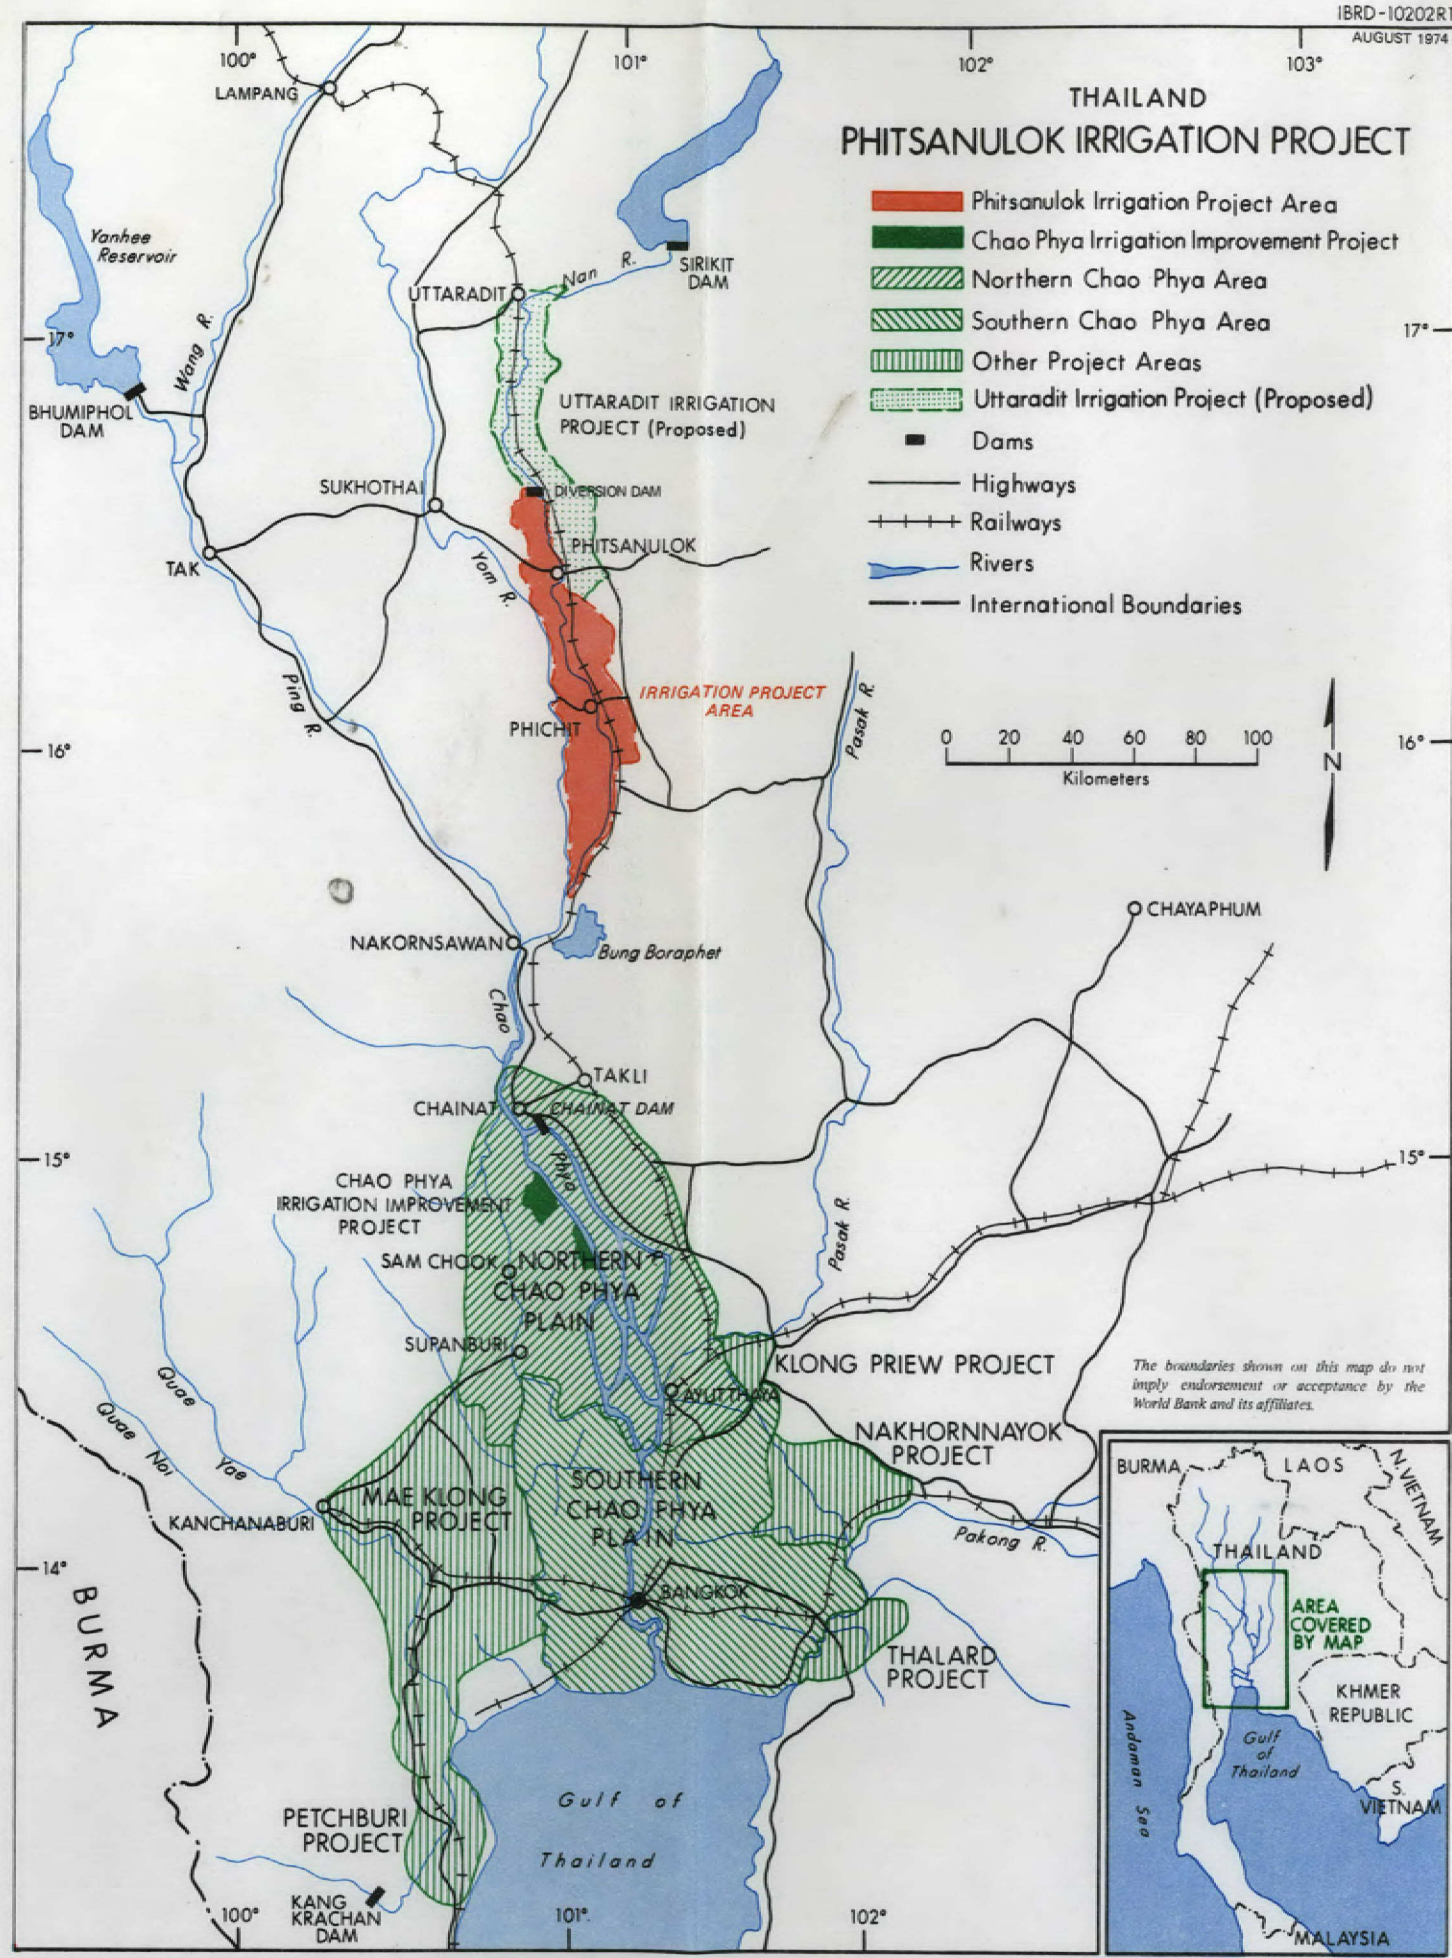 IBRD-10202R1
AUGUST 1974
100°
101°
102°
103°
THAILAND
PHITSANULOK IRRIGATION PROJECT
Phitsanulok Irrigation Project Area
Chao Phya Irrigation Improvement Project
Northern Chao Phya Area
Southern Chao Phya Area
Other Project Areas
Uttaradit Irrigation Project (Proposed)
Dams
Highways
Railways
Rivers
International Boundaries
LAMPANG
Yanhee
Reservoir
Nan R.
SIRIKIT
DAM
UTTARADIT
17°
17°
Wang R.
BHUMIPHOL
DAM
UTTARADIT IRRIGATION
PROJECT (Proposed)
SUKHOTHAI
DIVERSION DAM
PHITSANULOK
TAK
Yom R.
Ping R.
IRRIGATION PROJECT
AREA
PHICHIT
Pasak R.
16°
16°
0 20 40 60 80 100
Kilometers
N
CHAYAPHUM
NAKORNSAWAN
Bung Boraphet
Chao
TAKLI
CHAINAT
CHAINAT DAM
15°
15°
Phya
CHAO PHYA
IRRIGATION IMPROVEMENT
PROJECT
Pasak R.
SAM CHOOK
NORTHERN
CHAO PHYA
PLAIN
SUPANBURI
KLONG PRIEW PROJECT
AYUTTHAYA
The boundaries shown on this map do not
imply endorsement or acceptance by the
World Bank and its affiliates.
Quae
Yae
Quae Noi
NAKHORNNAYOK
PROJECT
SOUTHERN
CHAO PHYA
PLAIN
MAE KLONG
PROJECT
KANCHANABURI
Pakong R.
14°
BANGKOK
BURMA
THALARD
PROJECT
Gulf of
Thailand
PETCHBURI
PROJECT
KANG
KRACHAN
DAM
100°
101°
102°
BURMA
LAOS
N. VIETNAM
THAILAND
AREA
COVERED
BY MAP
KHMER
REPUBLIC
Gulf
of
Thailand
Andaman Sea
S.
VIETNAM
MALAYSIA